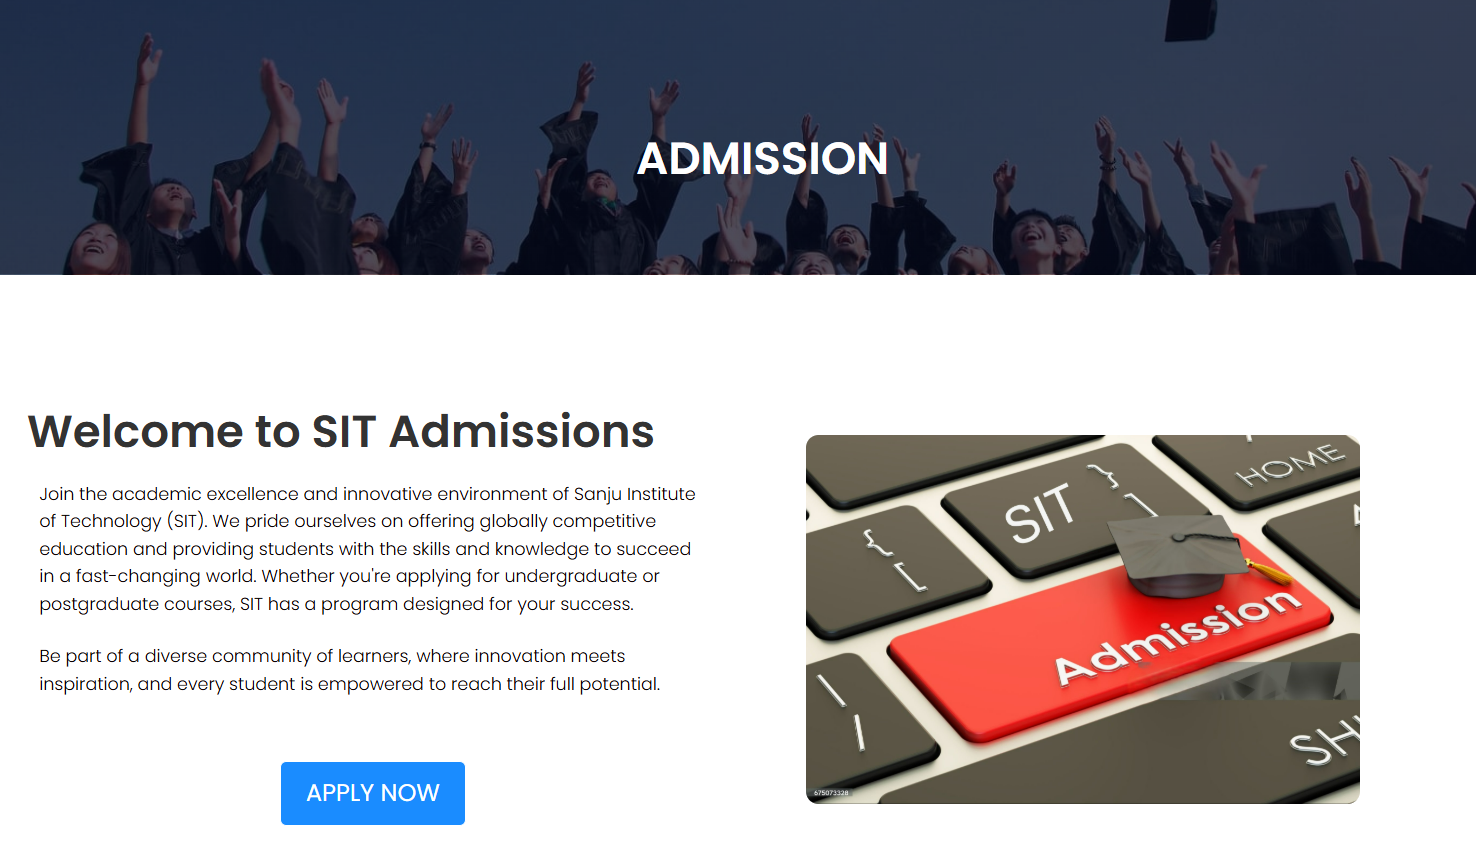 ADMISSION
Welcome to SIT Admissions
Join the academic excellence and innovative environment of Sanju Institute
of Technology (SIT). We pride ourselves on offering globally competitive
education and providing students with the skills and knowledge to succeed
in a fast-changing world. Whether you're applying for undergraduate or
postgraduate courses, SIT has a program designed for your success.
Be part of a diverse community of learners, where innovation meets
inspiration, and every student is empowered to reach their full potential.
APPLY NOW
HOME
SIT
}
]
{
[
Admission
\
/
SH
675073328